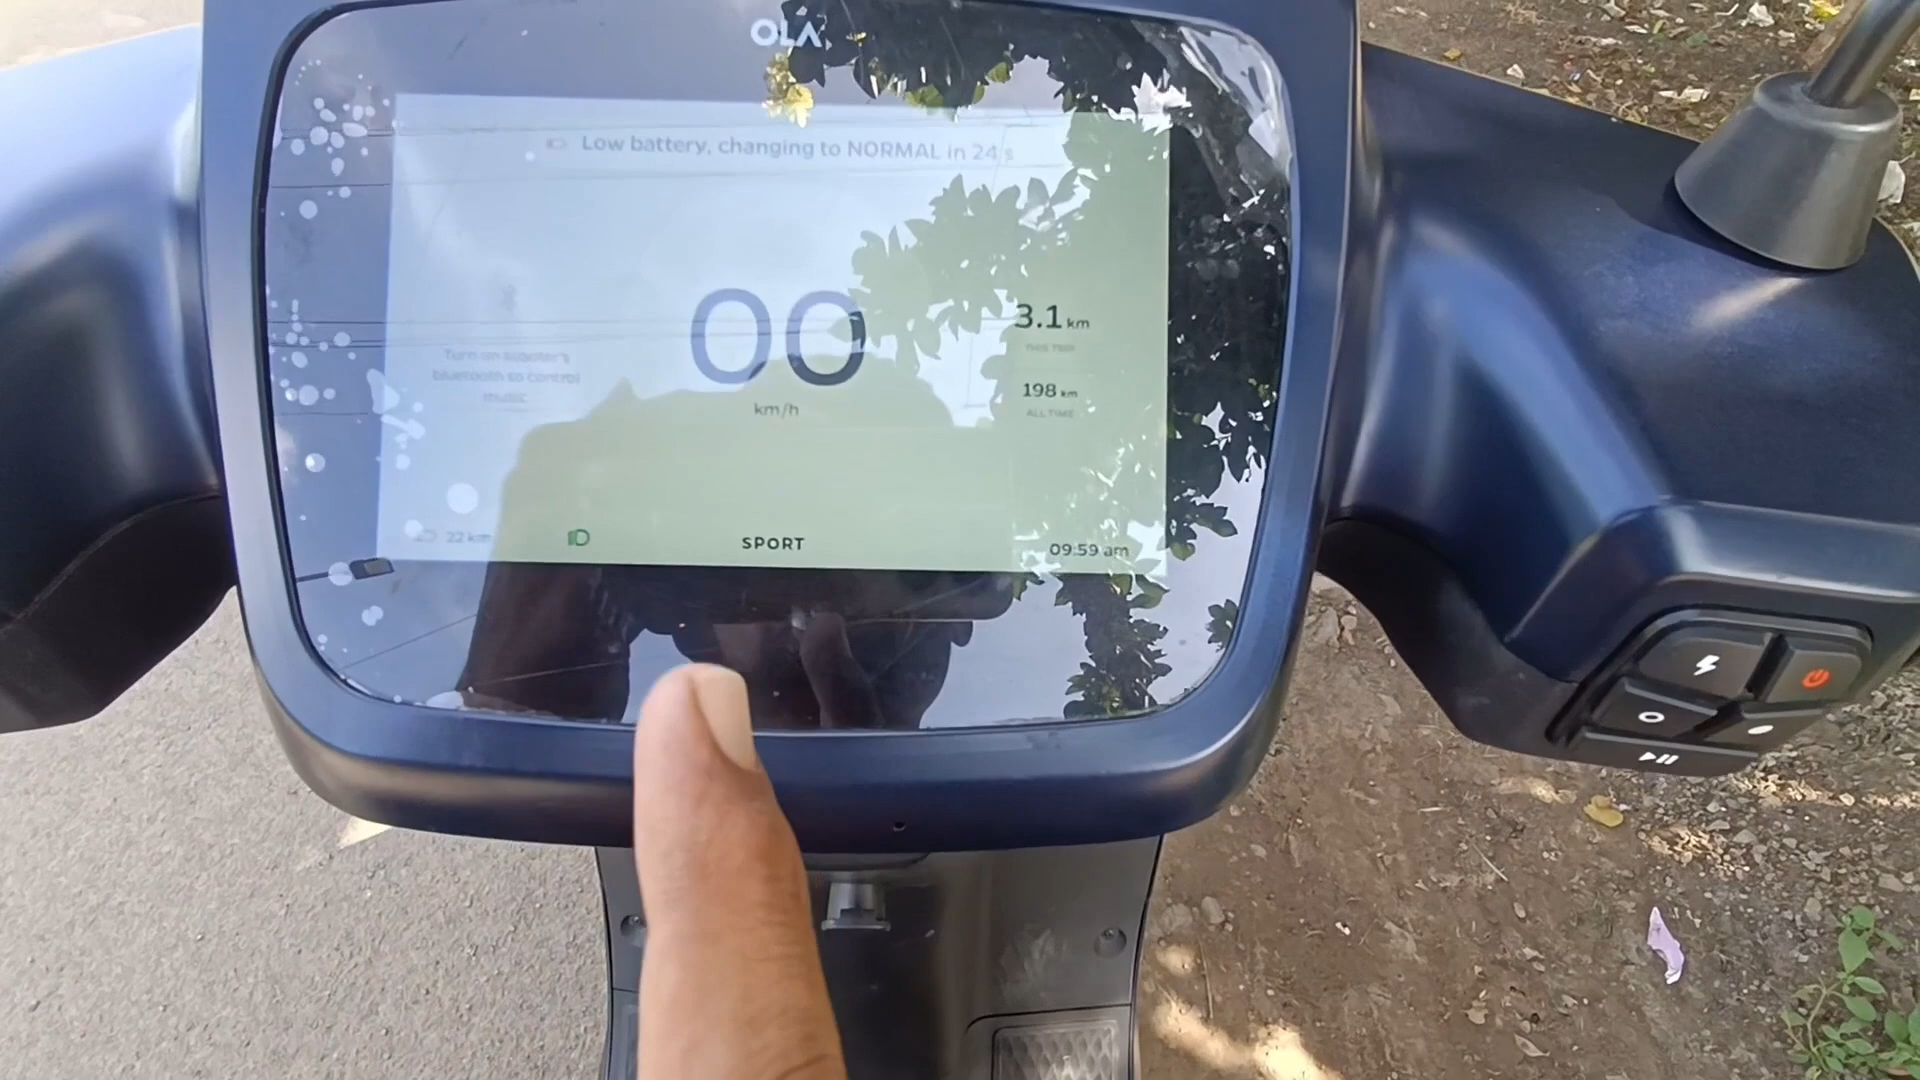 OLA
Low battery, changing to NORMAL in 24 s
00
km/h
3.1 km
THIS TRIP
198 km
ALL TIME
Turn on scooter's
bluetooth to control
music
22 km
SPORT
09:59 am